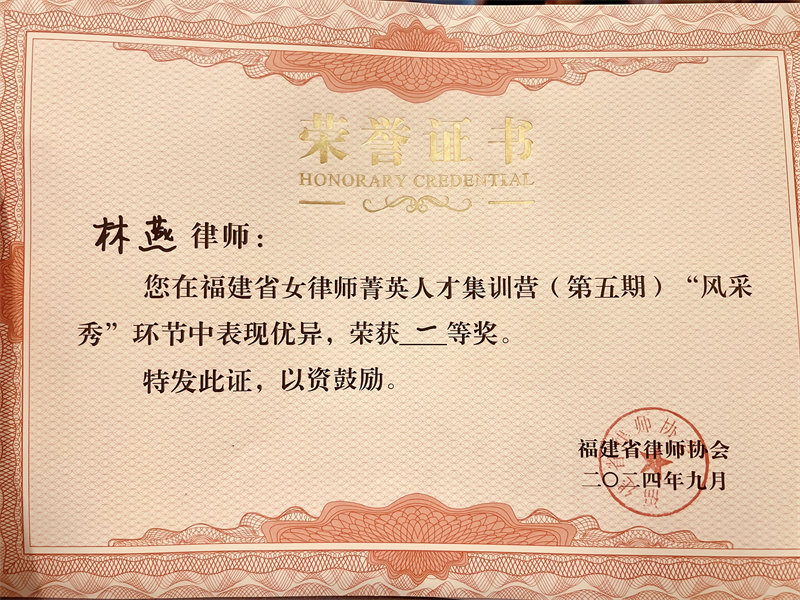 荣誉证书
HONORARY CREDENTIAL
林燕 律师：
您在福建省女律师菁英人才集训营（第五期）“风采
秀”环节中表现优异，荣获一等奖。
特发此证，以资鼓励。
福建省律师协会
二〇二四年九月